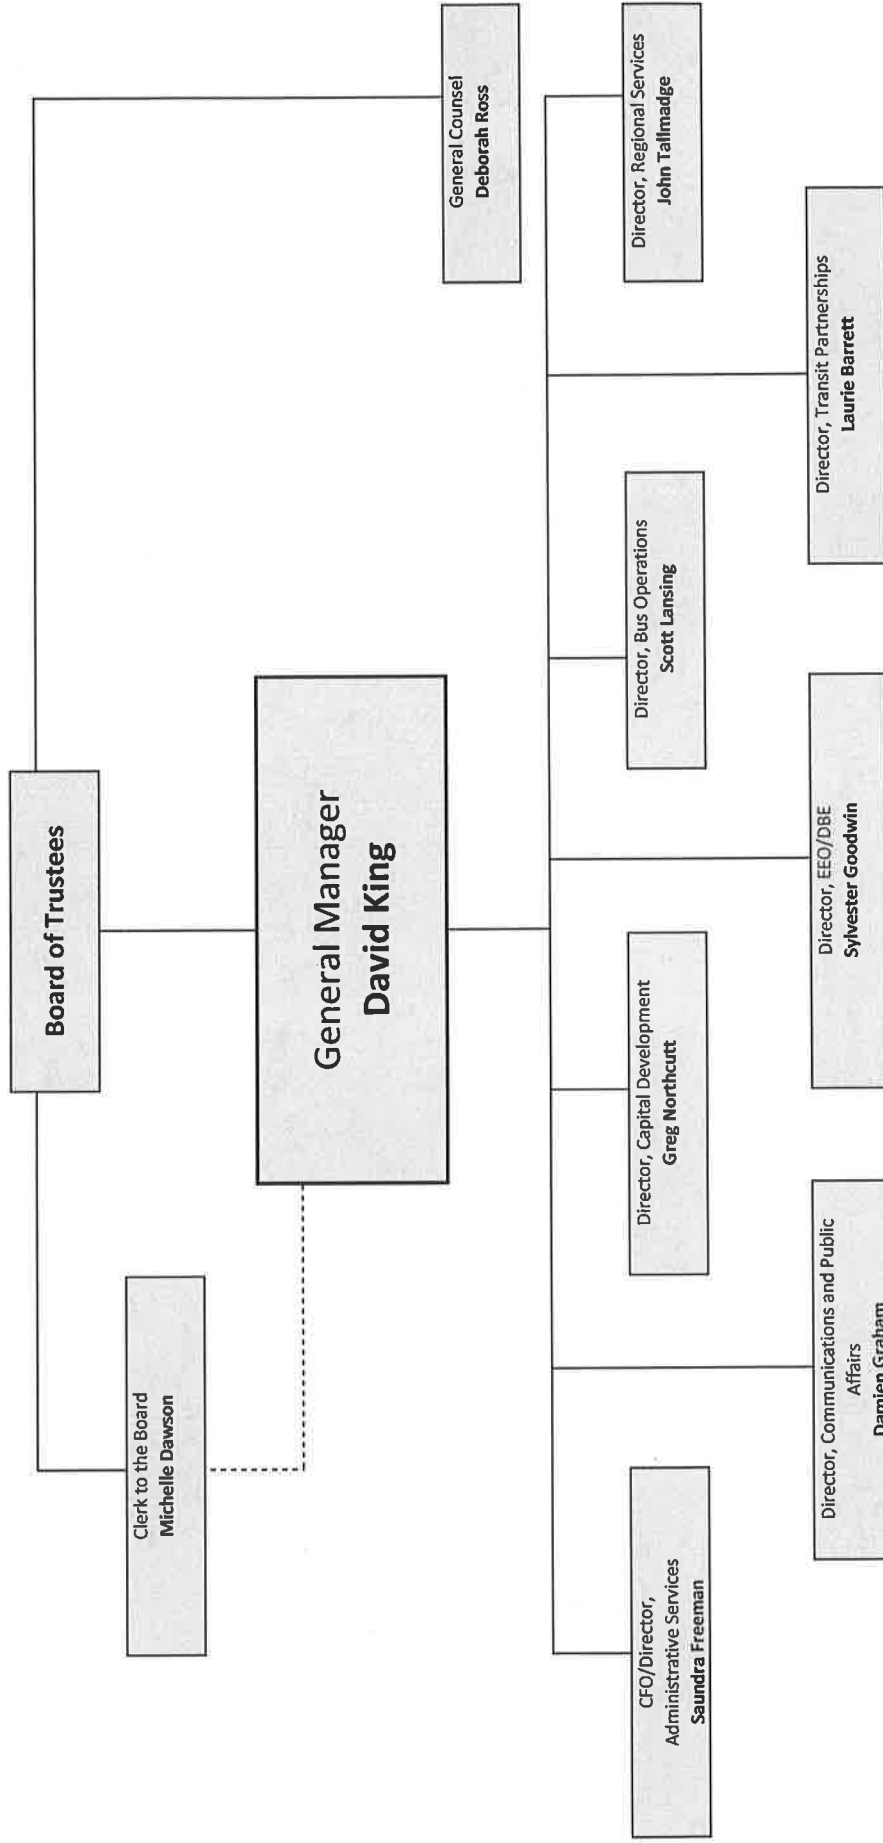 Board of Trustees
Clerk to the Board
Michelle Dawson
General Manager
David King
General Counsel
Deborah Ross
CFO/Director,
Administrative Services
Saundra Freeman
Director, Capital Development
Greg Northcutt
Director, Bus Operations
Scott Lansing
Director, Regional Services
John Tallmadge
Director, Communications and Public
Affairs
Damien Graham
Director, EEO/DBE
Sylvester Goodwin
Director, Transit Partnerships
Laurie Barrett